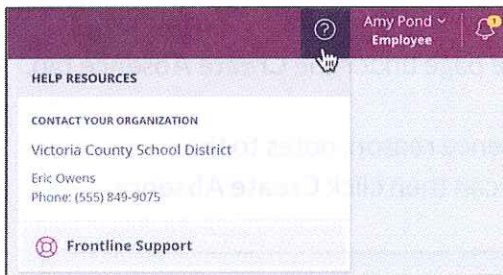 Amy Pond
Employee
1
HELP RESOURCES
CONTACT YOUR ORGANIZATION
Victoria County School District
Eric Owens
Phone: (555) 849-9075
Frontline Support